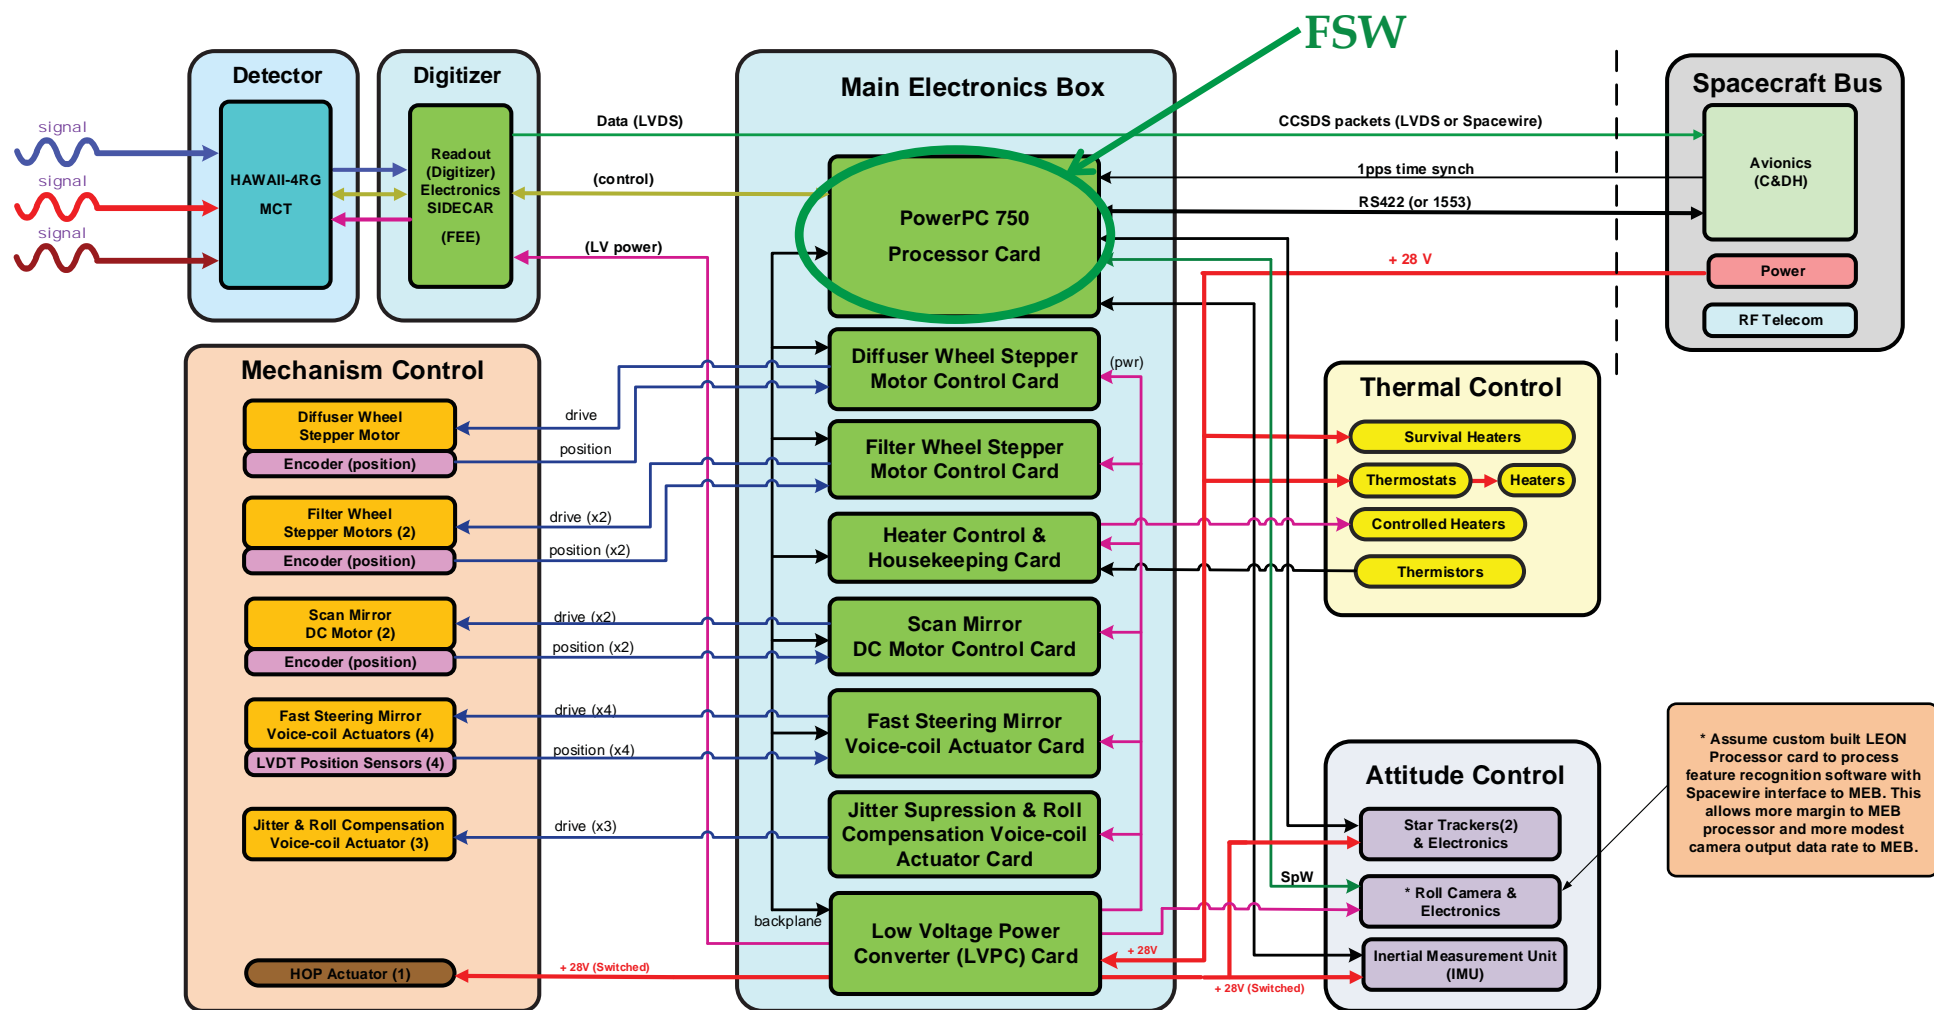 FSW
Detector
signal
signal
signal
HAWAII-4RG
MCT
Digitizer
Readout
(Digitizer)
Electronics
SIDECAR
(FEE)
Data (LVDS)
(control)
(LV power)
Main Electronics Box
PowerPC 750
Processor Card
Diffuser Wheel Stepper
Motor Control Card
Filter Wheel Stepper
Motor Control Card
Heater Control &
Housekeeping Card
Scan Mirror
DC Motor Control Card
Fast Steering Mirror
Voice-coil Actuator Card
Jitter Supression & Roll
Compensation Voice-coil
Actuator Card
Low Voltage Power
Converter (LVPC) Card
backplane
(pwr)
CCSDS packets (LVDS or Spacewire)
1pps time synch
RS422 (or 1553)
+ 28 V
Spacecraft Bus
Avionics
(C&DH)
Power
RF Telecom
Mechanism Control
Diffuser Wheel
Stepper Motor
Encoder (position)
Filter Wheel
Stepper Motors (2)
Encoder (position)
Scan Mirror
DC Motor (2)
Encoder (position)
Fast Steering Mirror
Voice-coil Actuators (4)
LVDT Position Sensors (4)
Jitter & Roll Compensation
Voice-coil Actuator (3)
HOP Actuator (1)
drive
position
drive (x2)
position (x2)
drive (x2)
position (x2)
drive (x4)
position (x4)
drive (x3)
+ 28V (Switched)
Thermal Control
Survival Heaters
Thermostats
Heaters
Controlled Heaters
Thermistors
Attitude Control
Star Trackers(2)
& Electronics
SpW
* Roll Camera &
Electronics
Inertial Measurement Unit
(IMU)
+ 28V
+ 28V (Switched)
* Assume custom built LEON
Processor card to process
feature recognition software with
Spacewire interface to MEB. This
allows more margin to MEB
processor and more modest
camera output data rate to MEB.